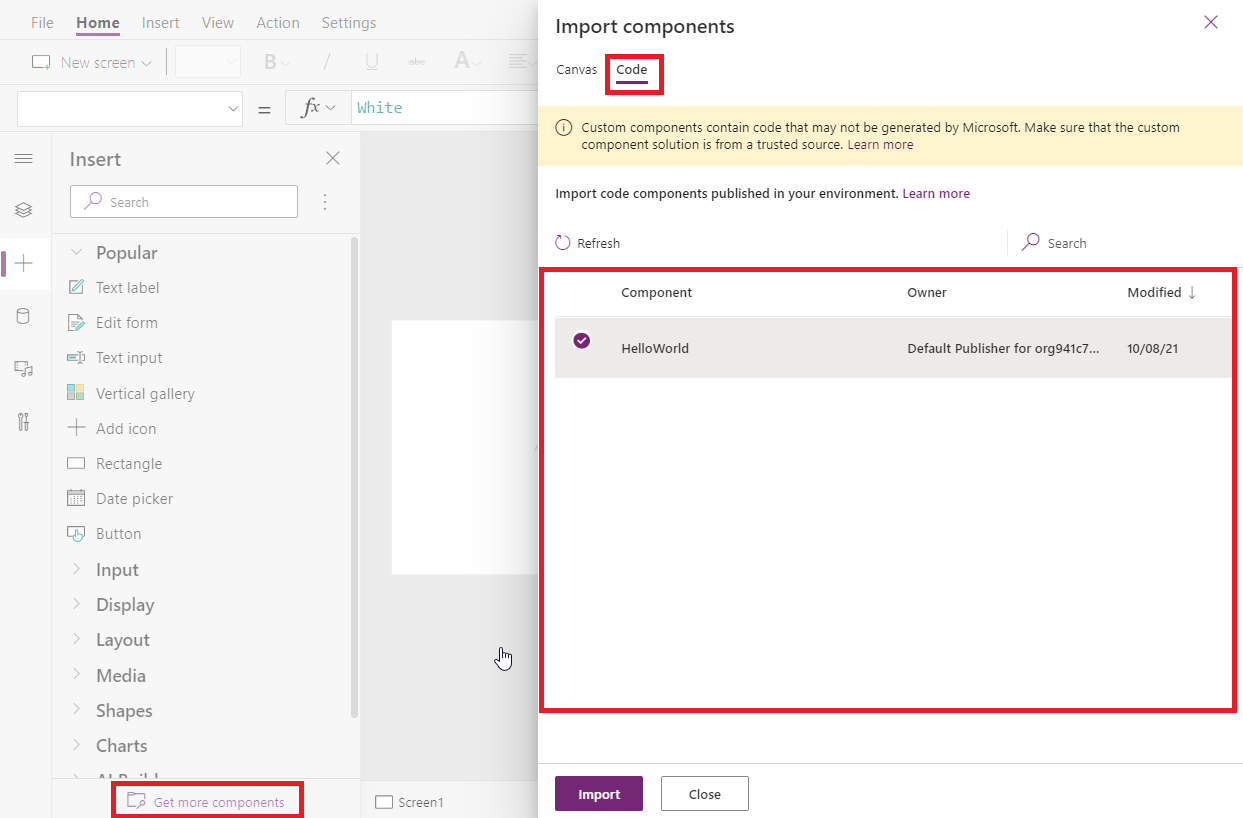 File Home Insert View Action Settings
New screen B / U abc A
= fx White
Insert
Search
Popular
Text label
Edit form
Text input
Vertical gallery
Add icon
Rectangle
Date picker
Button
Input
Display
Layout
Media
Shapes
Charts
Get more components
Screen1
Import components
Canvas Code
Custom components contain code that may not be generated by Microsoft. Make sure that the custom
component solution is from a trusted source. Learn more
Import code components published in your environment. Learn more
Refresh Search
Component Owner Modified ↓
HelloWorld Default Publisher for org941c7... 10/08/21
Import Close